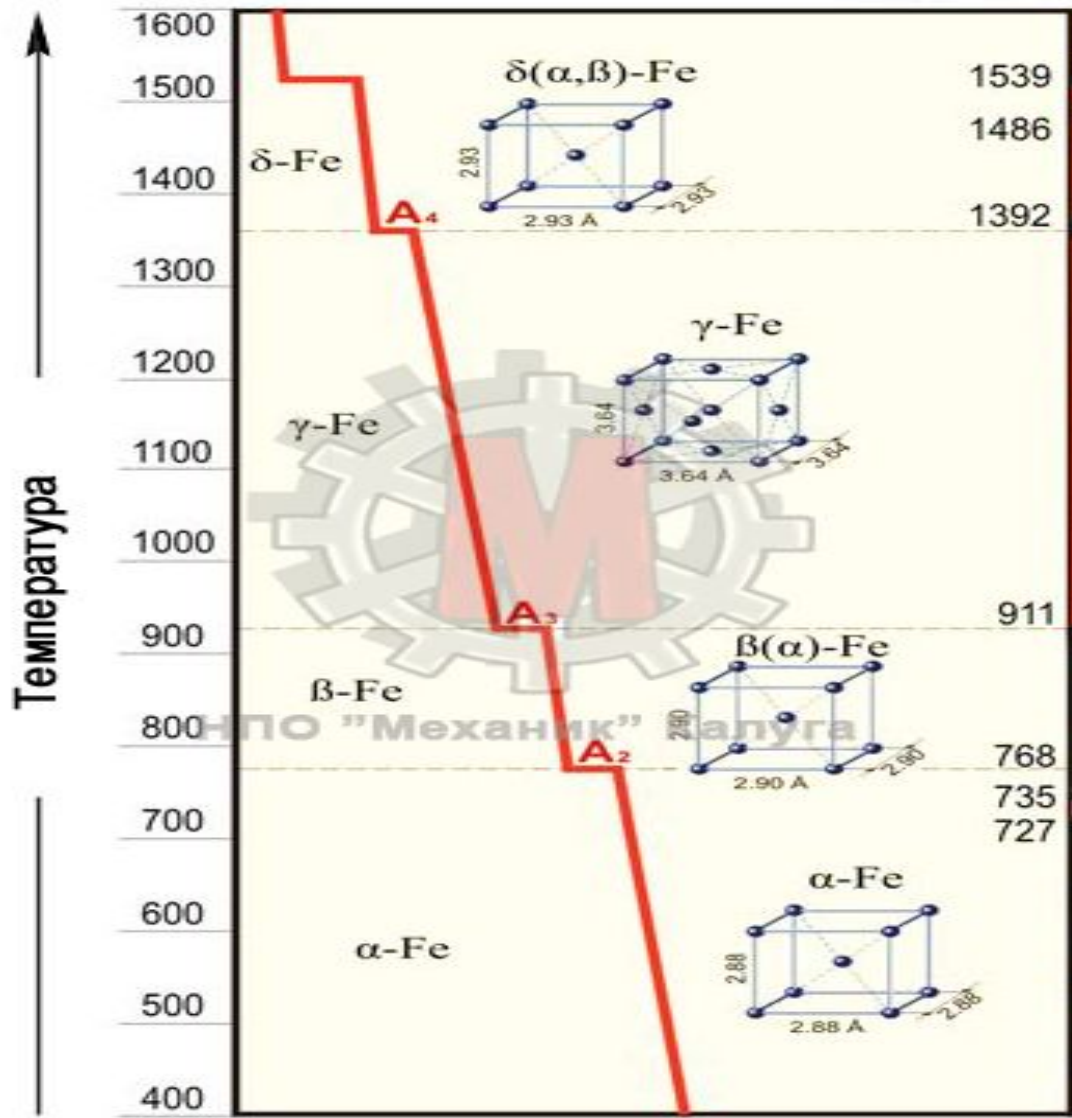 1600
δ(α,ß)-Fe
1539
1500
1486
δ-Fe
2.93
1400
2.93 Å
2.93
A₄
1392
1300
γ-Fe
1200
3.64
γ-Fe
3.64 Å
3.64
1100
Температура
1000
A₃
911
900
ß(α)-Fe
ß-Fe
2.90
НПО "Механик" Калуга
800
A₂
2.90 Å
2.90
768
735
700
727
α-Fe
600
α-Fe
2.88
2.88 Å
2.88
500
400
М